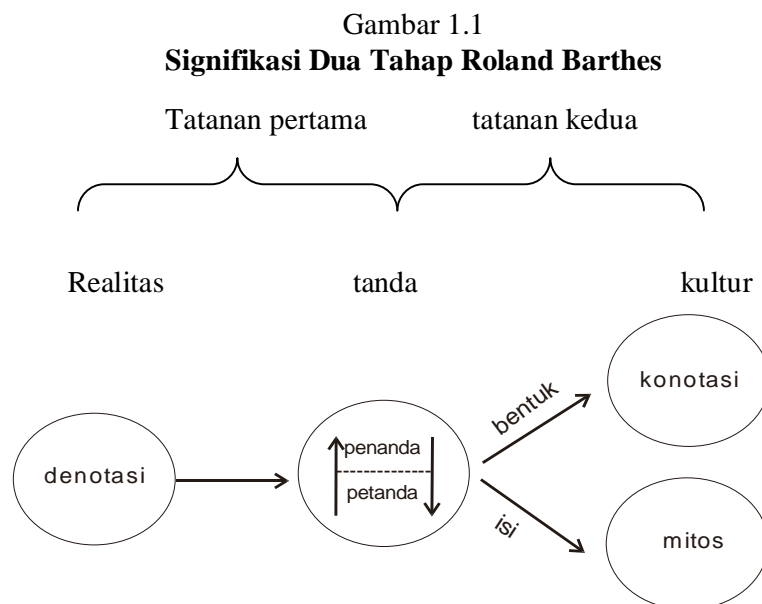 Gambar 1.1
Signifikasi Dua Tahap Roland Barthes
Tatanan pertama tatanan kedua
Realitas tanda kultur
konotasi
bentuk
penanda
denotasi
petanda
isi
mitos